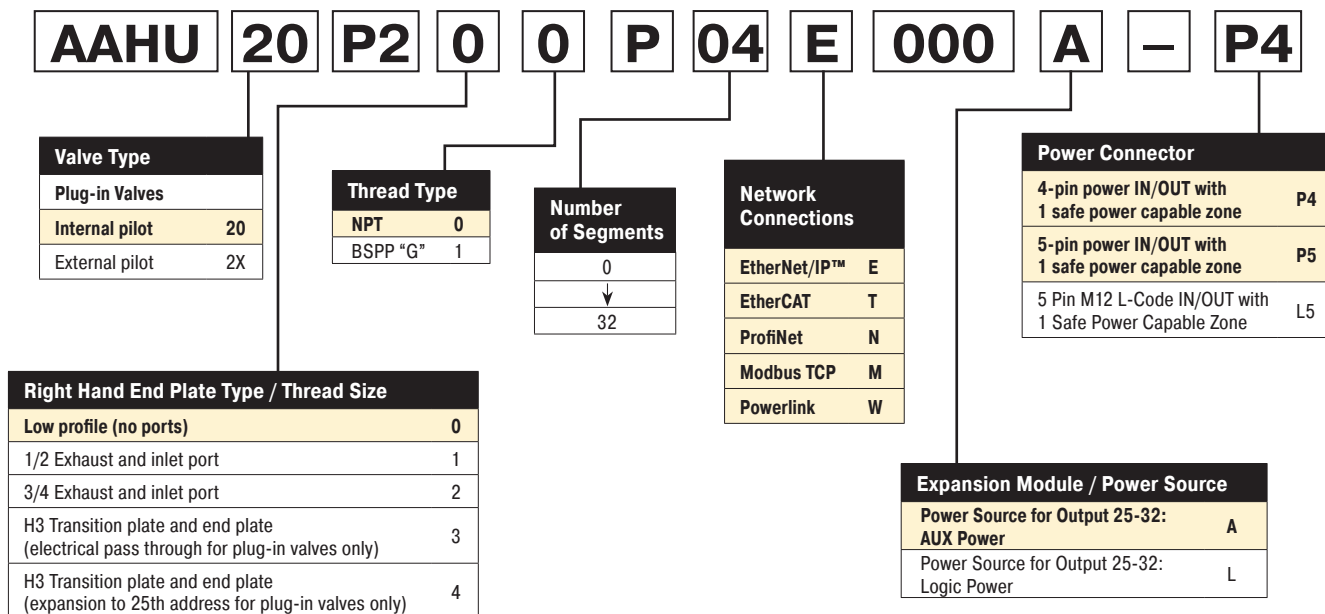 AAHU 20 P2 0 0 P 04 E 000 A – P4
Valve Type
Plug-in Valves
Internal pilot 20
External pilot 2X
Thread Type
NPT 0
BSPP “G” 1
Number
of Segments
0
32
Network
Connections
EtherNet/IP™ E
EtherCAT T
ProfiNet N
Modbus TCP M
Powerlink W
Power Connector
4-pin power IN/OUT with
1 safe power capable zone P4
5-pin power IN/OUT with
1 safe power capable zone P5
5 Pin M12 L-Code IN/OUT with
1 Safe Power Capable Zone L5
Right Hand End Plate Type / Thread Size
Low profile (no ports) 0
1/2 Exhaust and inlet port 1
3/4 Exhaust and inlet port 2
H3 Transition plate and end plate
(electrical pass through for plug-in valves only) 3
H3 Transition plate and end plate
(expansion to 25th address for plug-in valves only) 4
Expansion Module / Power Source
Power Source for Output 25-32:
AUX Power A
Power Source for Output 25-32:
Logic Power L